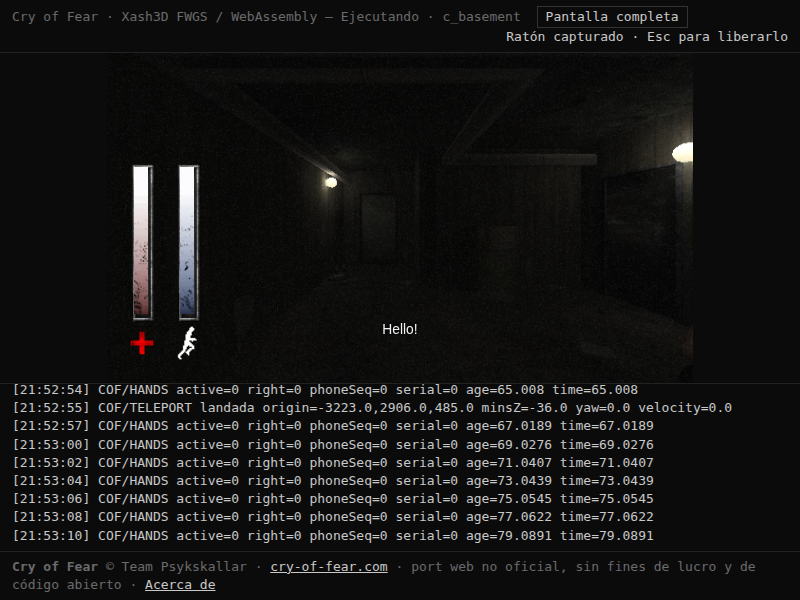 Cry of Fear · Xash3D FWGS / WebAssembly — Ejecutando · c_basement
Pantalla completa
Ratón capturado · Esc para liberarlo
Hello!
[21:52:54] COF/HANDS active=0 right=0 phoneSeq=0 serial=0 age=65.008 time=65.008
[21:52:55] COF/TELEPORT landada origin=-3223.0,2906.0,485.0 minsZ=-36.0 yaw=0.0 velocity=0.0
[21:52:57] COF/HANDS active=0 right=0 phoneSeq=0 serial=0 age=67.0189 time=67.0189
[21:53:00] COF/HANDS active=0 right=0 phoneSeq=0 serial=0 age=69.0276 time=69.0276
[21:53:02] COF/HANDS active=0 right=0 phoneSeq=0 serial=0 age=71.0407 time=71.0407
[21:53:04] COF/HANDS active=0 right=0 phoneSeq=0 serial=0 age=73.0439 time=73.0439
[21:53:06] COF/HANDS active=0 right=0 phoneSeq=0 serial=0 age=75.0545 time=75.0545
[21:53:08] COF/HANDS active=0 right=0 phoneSeq=0 serial=0 age=77.0622 time=77.0622
[21:53:10] COF/HANDS active=0 right=0 phoneSeq=0 serial=0 age=79.0891 time=79.0891
Cry of Fear © Team Psykskallar · cry-of-fear.com · port web no oficial, sin fines de lucro y de
código abierto · Acerca de